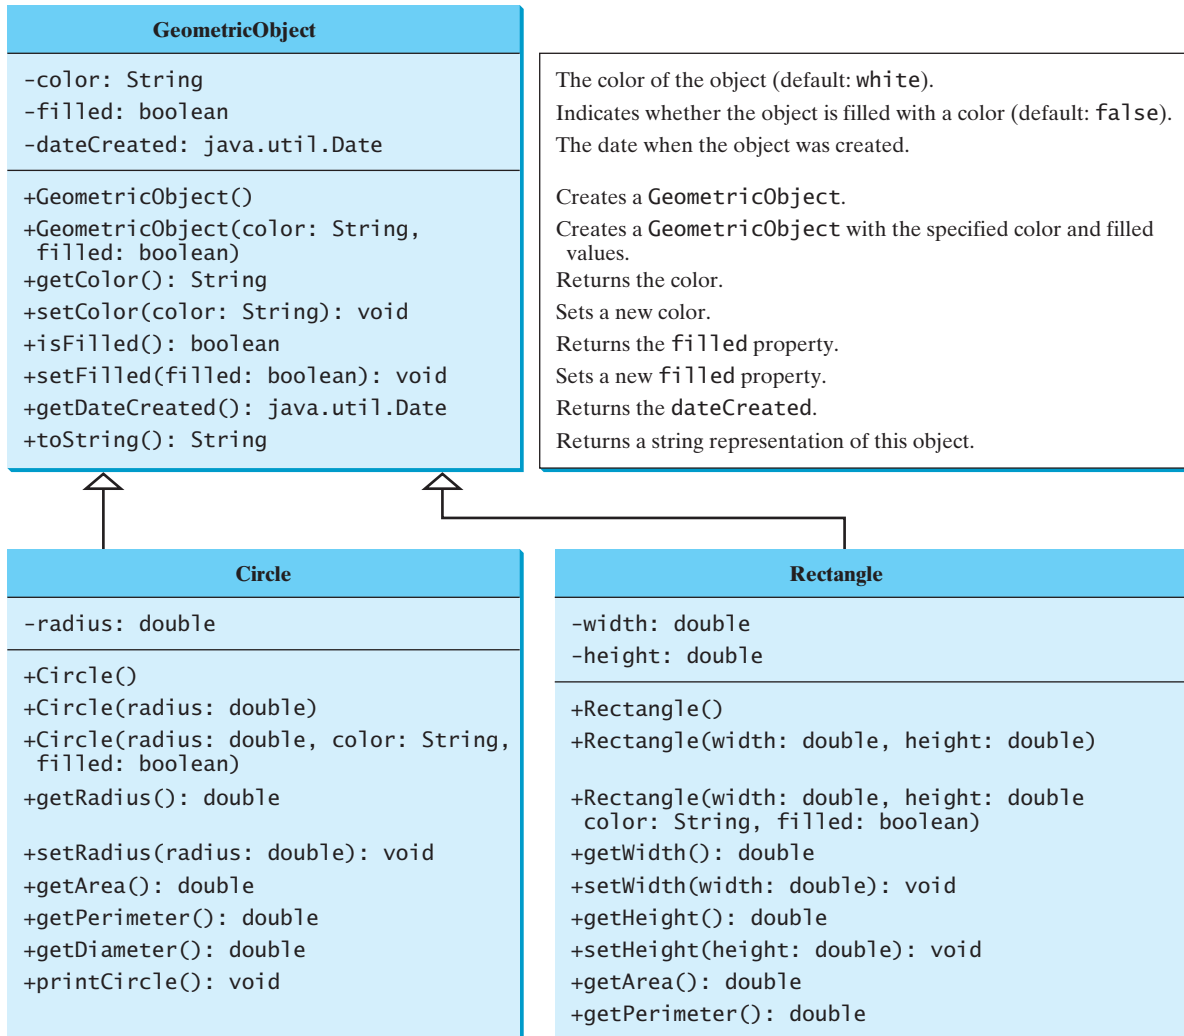 GeometricObject
-color: String
-filled: boolean
-dateCreated: java.util.Date
+GeometricObject()
+GeometricObject(color: String,
filled: boolean)
+getColor(): String
+setColor(color: String): void
+isFilled(): boolean
+setFilled(filled: boolean): void
+getDateCreated(): java.util.Date
+toString(): String
The color of the object (default: white).
Indicates whether the object is filled with a color (default: false).
The date when the object was created.
Creates a GeometricObject.
Creates a GeometricObject with the specified color and filled
values.
Returns the color.
Sets a new color.
Returns the filled property.
Sets a new filled property.
Returns the dateCreated.
Returns a string representation of this object.
Circle
-radius: double
+Circle()
+Circle(radius: double)
+Circle(radius: double, color: String,
filled: boolean)
+getRadius(): double
+setRadius(radius: double): void
+getArea(): double
+getPerimeter(): double
+getDiameter(): double
+printCircle(): void
Rectangle
-width: double
-height: double
+Rectangle()
+Rectangle(width: double, height: double)
+Rectangle(width: double, height: double
color: String, filled: boolean)
+getWidth(): double
+setWidth(width: double): void
+getHeight(): double
+setHeight(height: double): void
+getArea(): double
+getPerimeter(): double